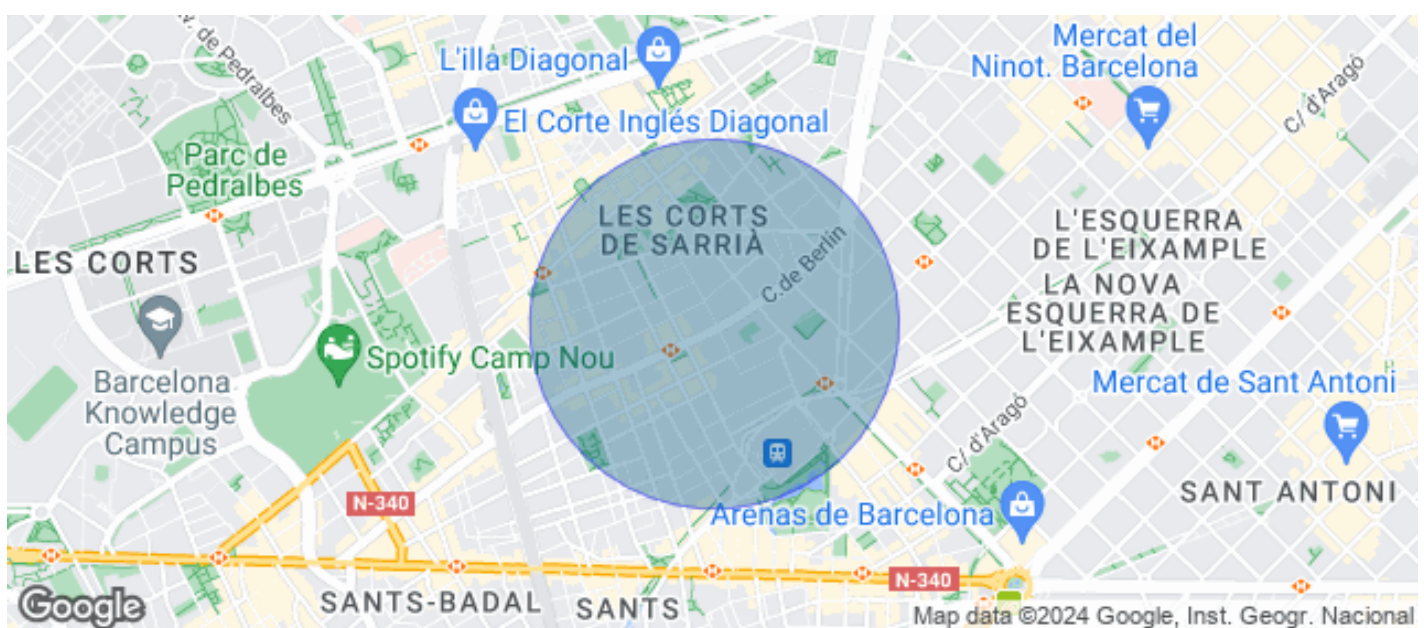 Av. de Pedralbes
L'illa Diagonal
Mercat del
Ninot. Barcelona
C/ d'Aragó
El Corte Inglés Diagonal
Parc de
Pedralbes
LES CORTS
DE SARRIÀ
L'ESQUERRA
DE L'EIXAMPLE
LES CORTS
C. de Berlín
LA NOVA
ESQUERRA DE
L'EIXAMPLE
Spotify Camp Nou
Barcelona
Knowledge
Campus
Mercat de Sant Antoni
C/ d'Aragó
N-340
SANT ANTONI
Arenas de Barcelona
N-340
SANTS-BADAL
SANTS
Google
Map data ©2024 Google, Inst. Geogr. Nacional